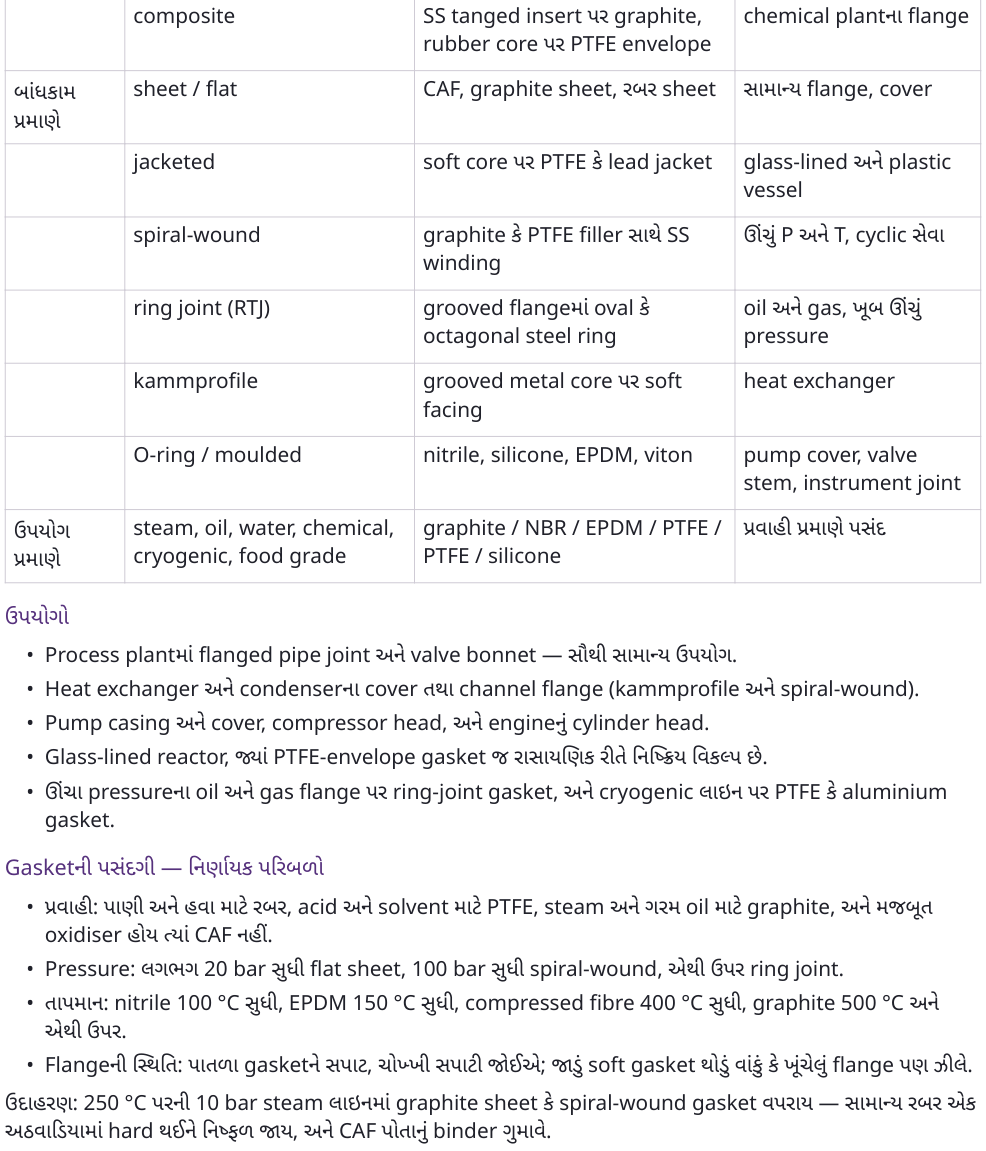 composite SS tanged insert પર graphite, chemical plantના flange
rubber core પર PTFE envelope
બાંધકામ sheet / flat CAF, graphite sheet, રબર sheet સામાન્ય flange, cover
પ્રમાણે
jacketed soft core પર PTFE કે lead jacket glass-lined અને plastic
vessel
spiral-wound graphite કે PTFE filler સાથે SS ઊંચું P અને T, cyclic સેવા
winding
ring joint (RTJ) grooved flangeમાં oval કે oil અને gas, ખૂબ ઊંચું
octagonal steel ring pressure
kammprofile grooved metal core પર soft heat exchanger
facing
O-ring / moulded nitrile, silicone, EPDM, viton pump cover, valve
stem, instrument joint
ઉપયોગ steam, oil, water, chemical, graphite / NBR / EPDM / PTFE / પ્રવાહી પ્રમાણે પસંદ
પ્રમાણે cryogenic, food grade PTFE / silicone
ઉપયોગો
• Process plantમાં flanged pipe joint અને valve bonnet — સૌથી સામાન્ય ઉપયોગ.
• Heat exchanger અને condenserના cover તથા channel flange (kammprofile અને spiral-wound).
• Pump casing અને cover, compressor head, અને engineનું cylinder head.
• Glass-lined reactor, જ્યાં PTFE-envelope gasket જ રાસાયણિક રીતે નિષ્ક્રિય વિકલ્પ છે.
• ઊંચા pressureના oil અને gas flange પર ring-joint gasket, અને cryogenic લાઇન પર PTFE કે aluminium
gasket.
Gasketની પસંદગી — નિર્ણાયક પરિબળો
• પ્રવાહી: પાણી અને હવા માટે રબર, acid અને solvent માટે PTFE, steam અને ગરમ oil માટે graphite, અને મજબૂત
oxidiser હોય ત્યાં CAF નહીં.
• Pressure: લગભગ 20 bar સુધી flat sheet, 100 bar સુધી spiral-wound, એથી ઉપર ring joint.
• તાપમાન: nitrile 100 °C સુધી, EPDM 150 °C સુધી, compressed fibre 400 °C સુધી, graphite 500 °C અને
એથી ઉપર.
• Flangeની સ્થિતિ: પાતળા gasketને સપાટ, ચોખ્ખી સપાટી જોઈએ; જાડું soft gasket થોડું વાંકું કે ખૂંચેલું flange પણ ઝીલે.
ઉદાહરણ: 250 °C પરની 10 bar steam લાઇનમાં graphite sheet કે spiral-wound gasket વપરાય — સામાન્ય રબર એક
અઠવાડિયામાં hard થઈને નિષ્ફળ જાય, અને CAF પોતાનું binder ગુમાવે.